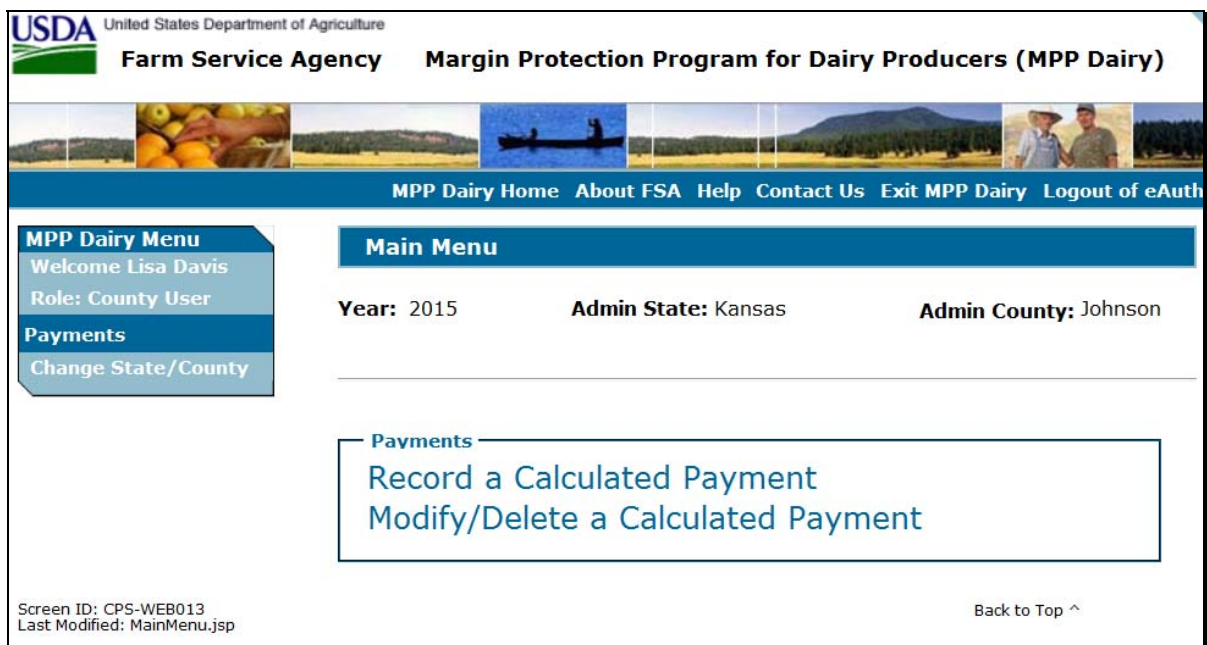 USDA United States Department of Agriculture
Farm Service Agency Margin Protection Program for Dairy Producers (MPP Dairy)
MPP Dairy Home About FSA Help Contact Us Exit MPP Dairy Logout of eAuth
MPP Dairy Menu
Welcome Lisa Davis
Role: County User
Payments
Change State/County
Main Menu
Year: 2015 Admin State: Kansas Admin County: Johnson
Payments
Record a Calculated Payment
Modify/Delete a Calculated Payment
Screen ID: CPS-WEB013
Last Modified: MainMenu.jsp
Back to Top ^